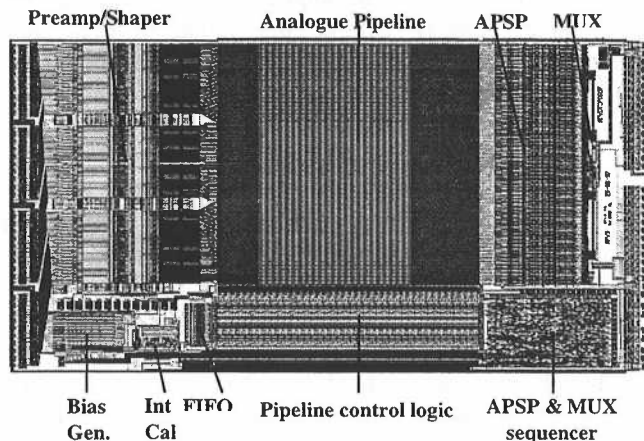 Preamp/Shaper
Analogue Pipeline
APSP
MUX
Bias
Gen.
Int
Cal
FIFO
Pipeline control logic
APSP & MUX
sequencer